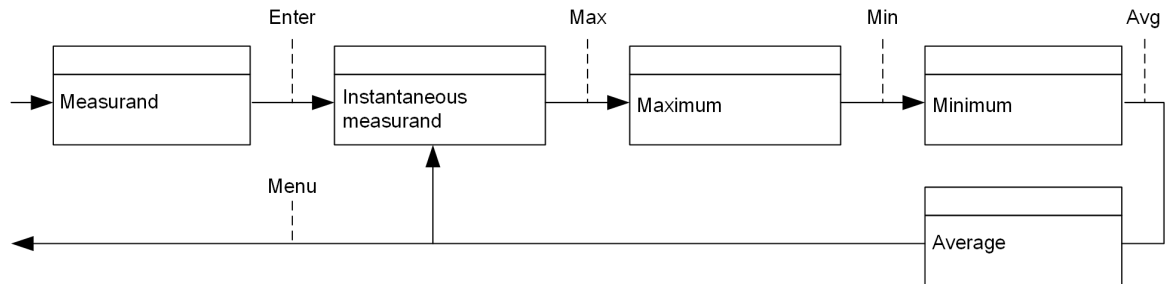 Enter
Max
Min
Avg
Measurand
Instantaneous
measurand
Maximum
Minimum
Menu
Average